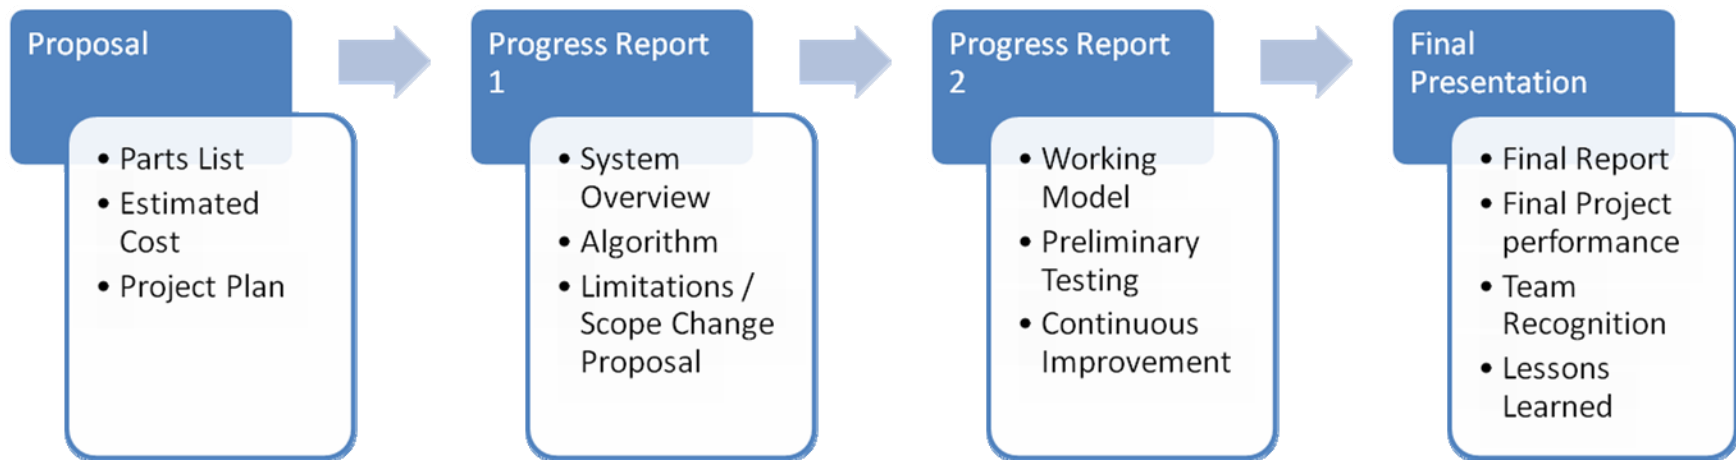 Proposal
• Parts List
• Estimated
Cost
• Project Plan
Progress Report
1
• System
Overview
• Algorithm
• Limitations /
Scope Change
Proposal
Progress Report
2
• Working
Model
• Preliminary
Testing
• Continuous
Improvement
Final
Presentation
• Final Report
• Final Project
performance
• Team
Recognition
• Lessons
Learned